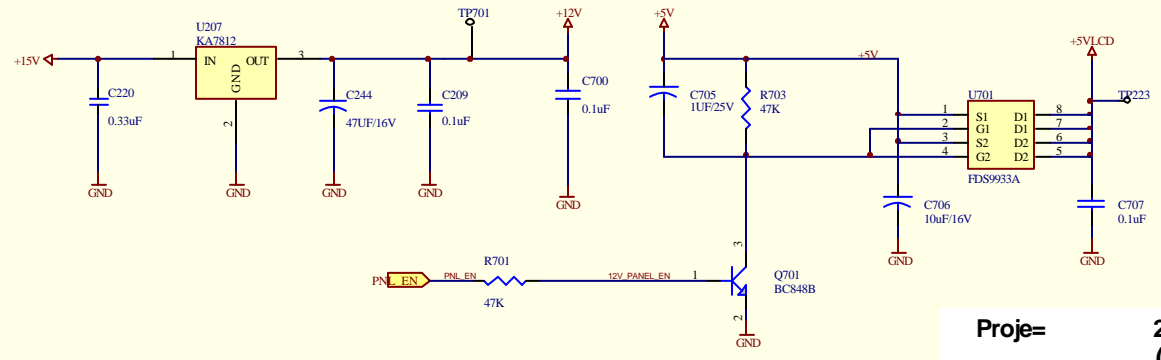 TP701
+12V
+5V
+5VLCD
U207
KA7812
+15V
1
IN
OUT
GND
3
2
C220
0.33uF
C244
47UF/16V
C209
0.1uF
C700
0.1uF
GND
GND
GND
GND
GND
C705
1UF/25V
R703
47K
+5V
U701
1
2
3
4
S1
G1
S2
G2
D1
D1
D2
D2
8
7
6
5
FDS9933A
TP223
C706
10uF/16V
C707
0.1uF
GND
GND
PNL_EN
PNL_EN
R701
47K
12V_PANEL_EN
1
3
Q701
BC848B
2
GND
Proje=
2